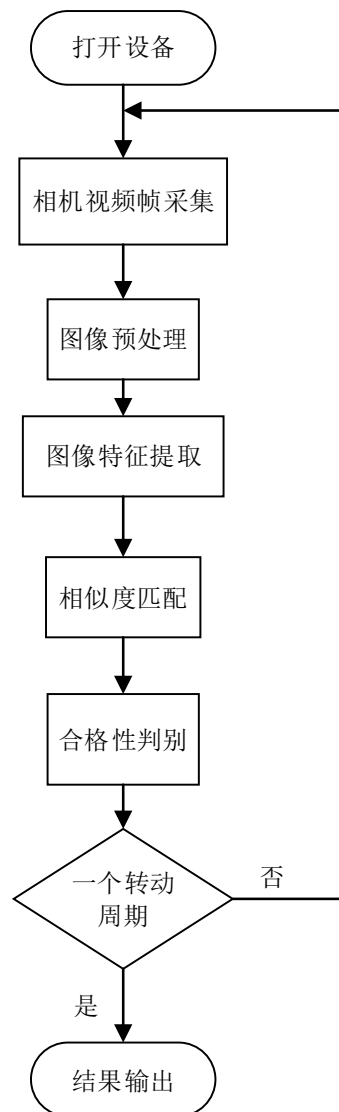 打开设备
相机视频帧采集
图像预处理
图像特征提取
相似度匹配
合格性判别
一个转动
周期
否
是
结果输出